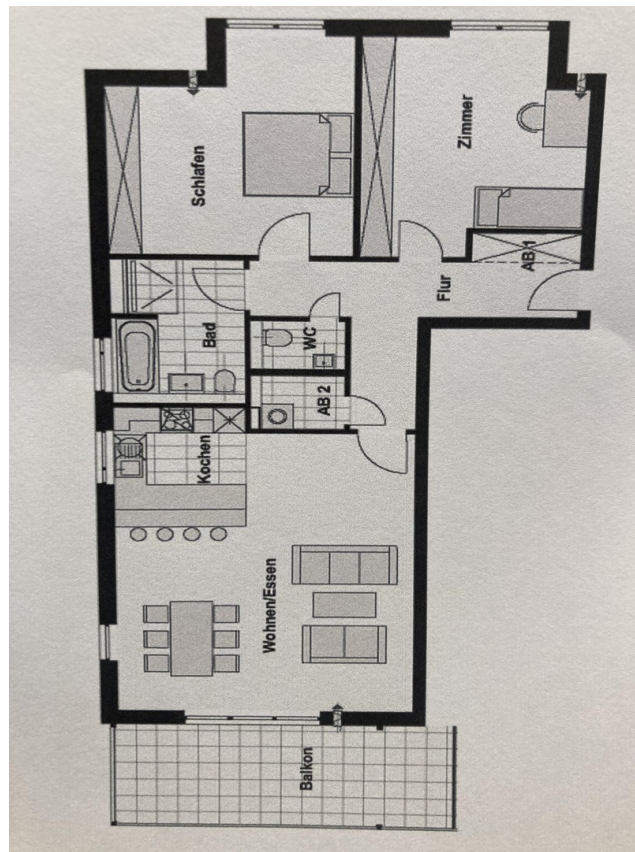 Schlafen
Zimmer
AB 1
Flur
Bad
WC
AB 2
Kochen
Wohnen/Essen
Balkon